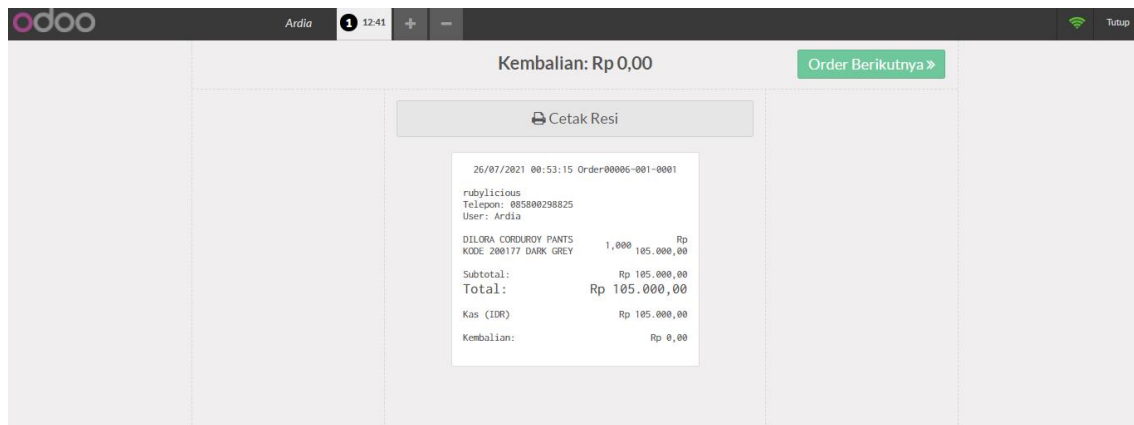 odoo
Ardia
1 12:41
+
−
Tutup
Kembalian: Rp 0,00
Order Berikutnya »
Cetak Resi
26/07/2021 00:53:15 Order00006-001-0001
rubylicious
Telepon: 085800298825
User: Ardia
DILORA CORDUROY PANTS
KODE 200177 DARK GREY
1,000
Rp
105.000,00
Subtotal: Rp 105.000,00
Total: Rp 105.000,00
Kas (IDR) Rp 105.000,00
Kembalian: Rp 0,00